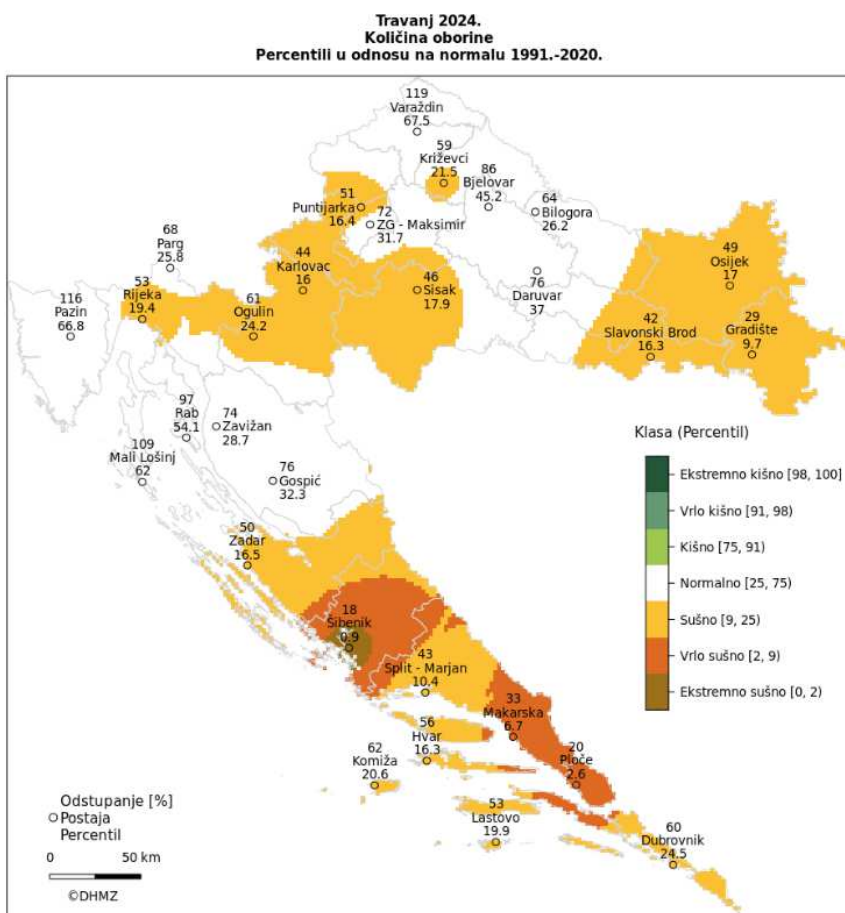 Travanj 2024.
Količina oborine
Percentili u odnosu na normalu 1991.-2020.
119
Varaždin
67.5
59
Križevci
21.5
86
Bjelovar
45.2
51
Puntijarka
16.4
72
ZG - Maksimir
31.7
64
Bilogora
26.2
68
Parg
25.8
44
Karlovac
16
46
Sisak
17.9
76
Daruvar
37
49
Osijek
17
116
Pazin
66.8
53
Rijeka
19.4
61
Ogulin
24.2
42
Slavonski Brod
16.3
29
Gradište
9.7
97
Rab
54.1
74
Zavižan
28.7
109
Mali Lošinj
62
76
Gospić
32.3
50
Zadar
16.5
18
Šibenik
0.9
43
Split - Marjan
10.4
33
Makarska
6.7
56
Hvar
16.3
62
Komiža
20.6
20
Ploče
2.6
53
Lastovo
19.9
60
Dubrovnik
24.5
Klasa (Percentil)
Ekstremno kišno [98, 100]
Vrlo kišno [91, 98)
Kišno [75, 91)
Normalno [25, 75)
Sušno [9, 25)
Vrlo sušno [2, 9)
Ekstremno sušno [0, 2)
Odstupanje [%]
Postaja
Percentil
0 50 km
©DHMZ